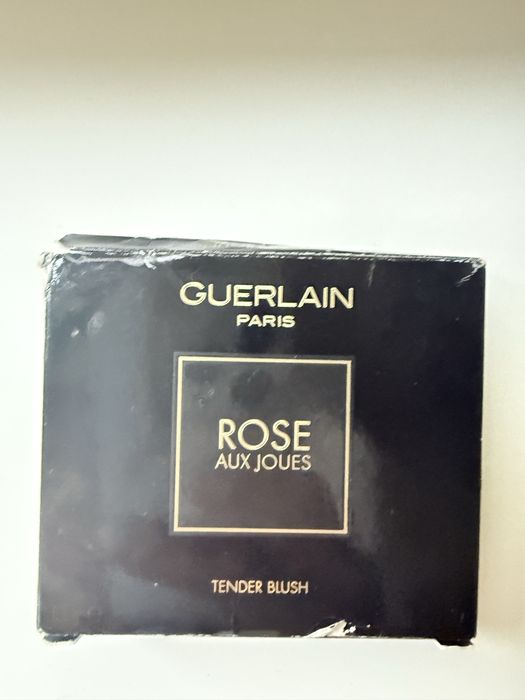 GUERLAIN
PARIS
ROSE
AUX JOUES
TENDER BLUSH